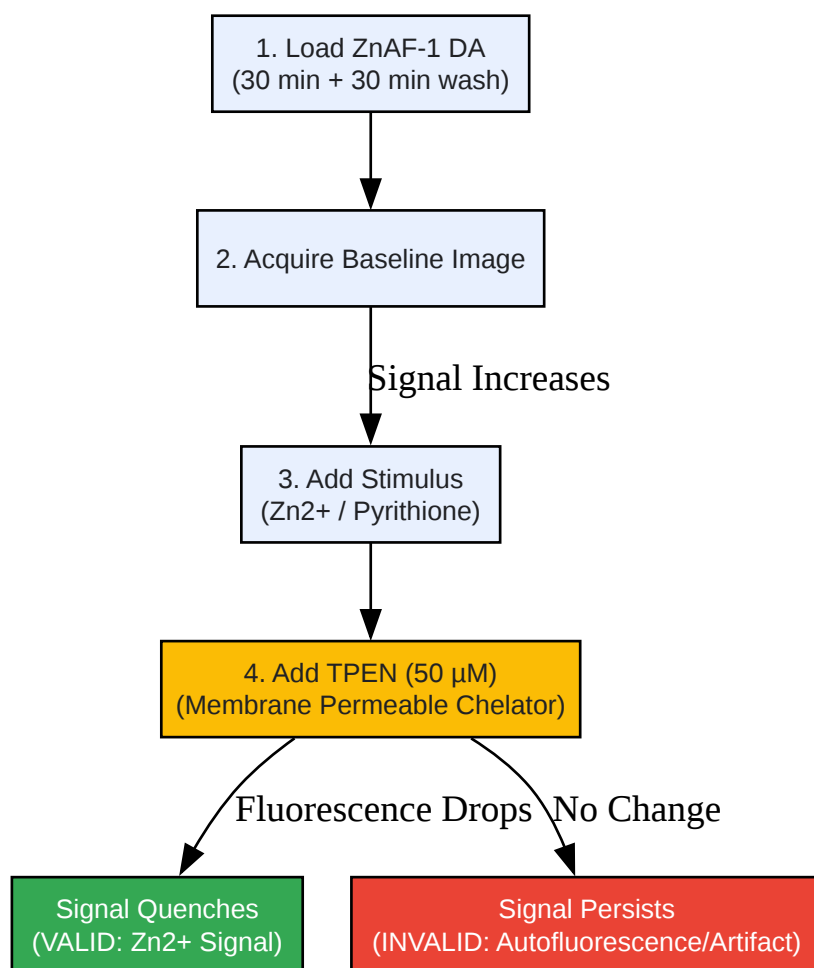 1. Load ZnAF-1 DA
(30 min + 30 min wash)
2. Acquire Baseline Image
Signal Increases
3. Add Stimulus
(Zn2+ / Pyrithione)
4. Add TPEN (50 µM)
(Membrane Permeable Chelator)
Fluorescence Drops
No Change
Signal Quenches
(VALID: Zn2+ Signal)
Signal Persists
(INVALID: Autofluorescence/Artifact)